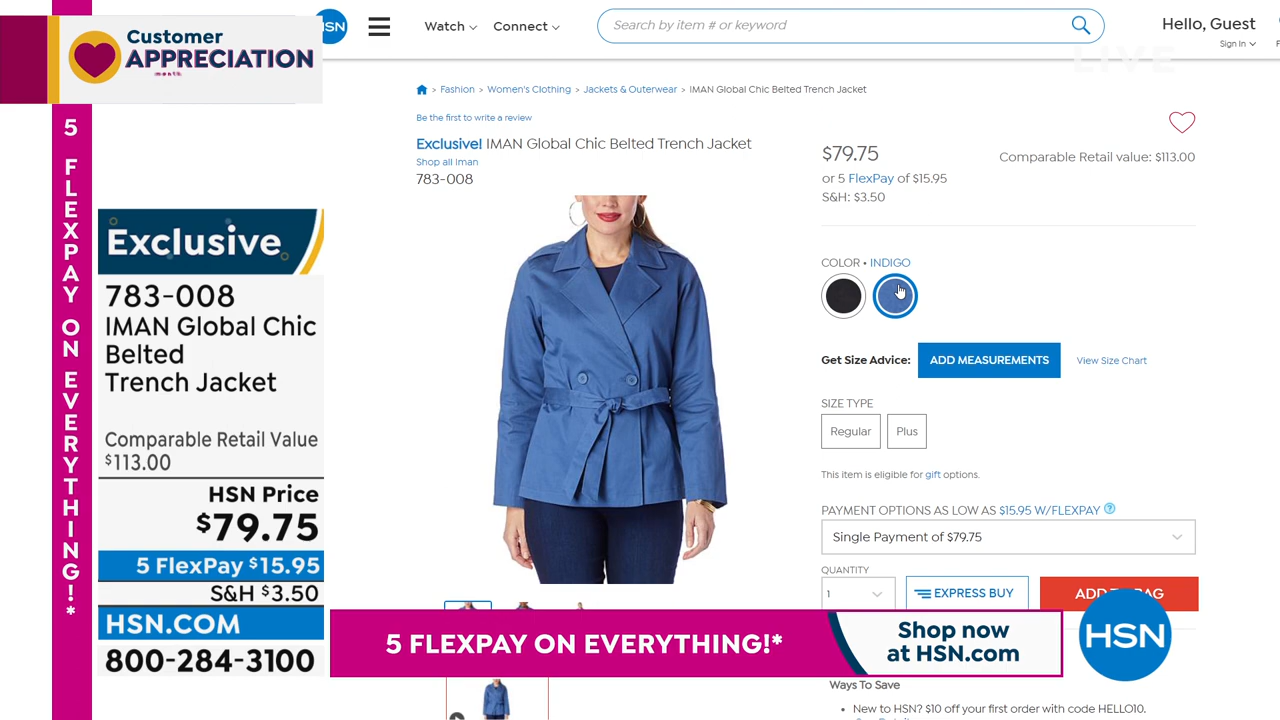 Customer
APPRECIATION
month
5 FLEXPAY ON EVERYTHING!*
Exclusive
783-008
IMAN Global Chic
Belted
Trench Jacket
Comparable Retail Value
$113.00
HSN Price
$79.75
5 FlexPay $15.95
S&H $3.50
HSN.COM
800-284-3100
HSN
Watch
Connect
Search by item # or keyword
Hello, Guest
Sign In
LIVE
> Fashion > Women's Clothing > Jackets & Outerwear > IMAN Global Chic Belted Trench Jacket
Be the first to write a review
Exclusive! IMAN Global Chic Belted Trench Jacket
Shop all Iman
783-008
$79.75
Comparable Retail value: $113.00
or 5 FlexPay of $15.95
S&H: $3.50
COLOR • INDIGO
Get Size Advice: ADD MEASUREMENTS View Size Chart
SIZE TYPE
Regular Plus
This item is eligible for gift options.
PAYMENT OPTIONS AS LOW AS $15.95 W/FLEXPAY ?
Single Payment of $79.75
QUANTITY
1
EXPRESS BUY
5 FLEXPAY ON EVERYTHING!*
Shop now
at HSN.com
HSN
Ways To Save
• New to HSN? $10 off your first order with code HELLO10.